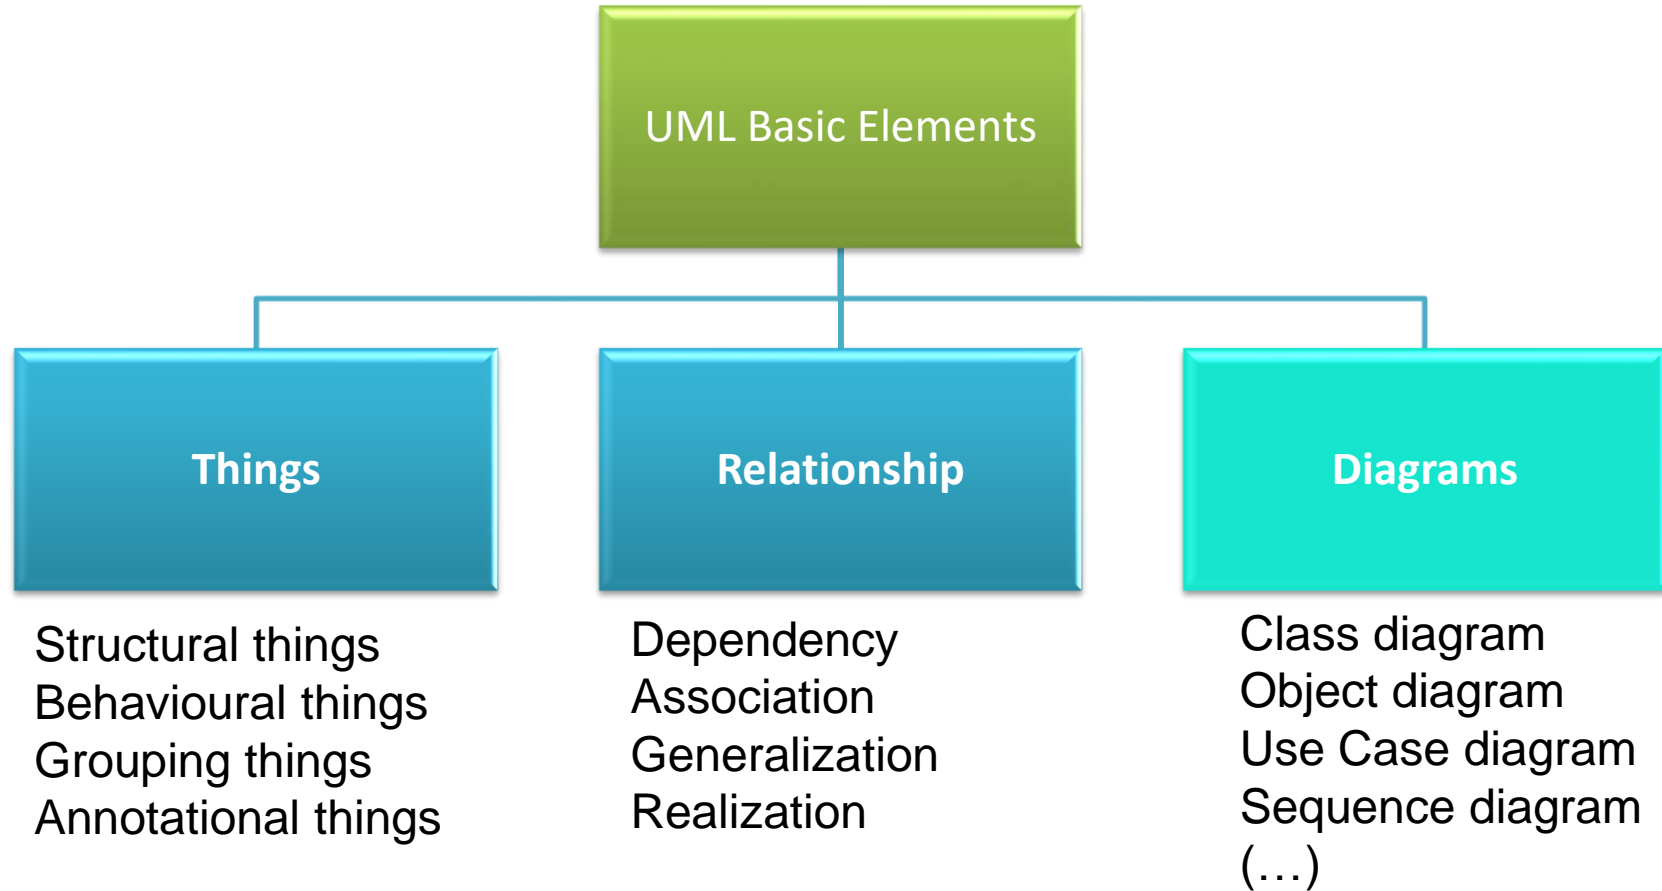 UML Basic Elements
Things
Relationship
Diagrams
Structural things
Behavioural things
Grouping things
Annotational things
Dependency
Association
Generalization
Realization
Class diagram
Object diagram
Use Case diagram
Sequence diagram
(…)